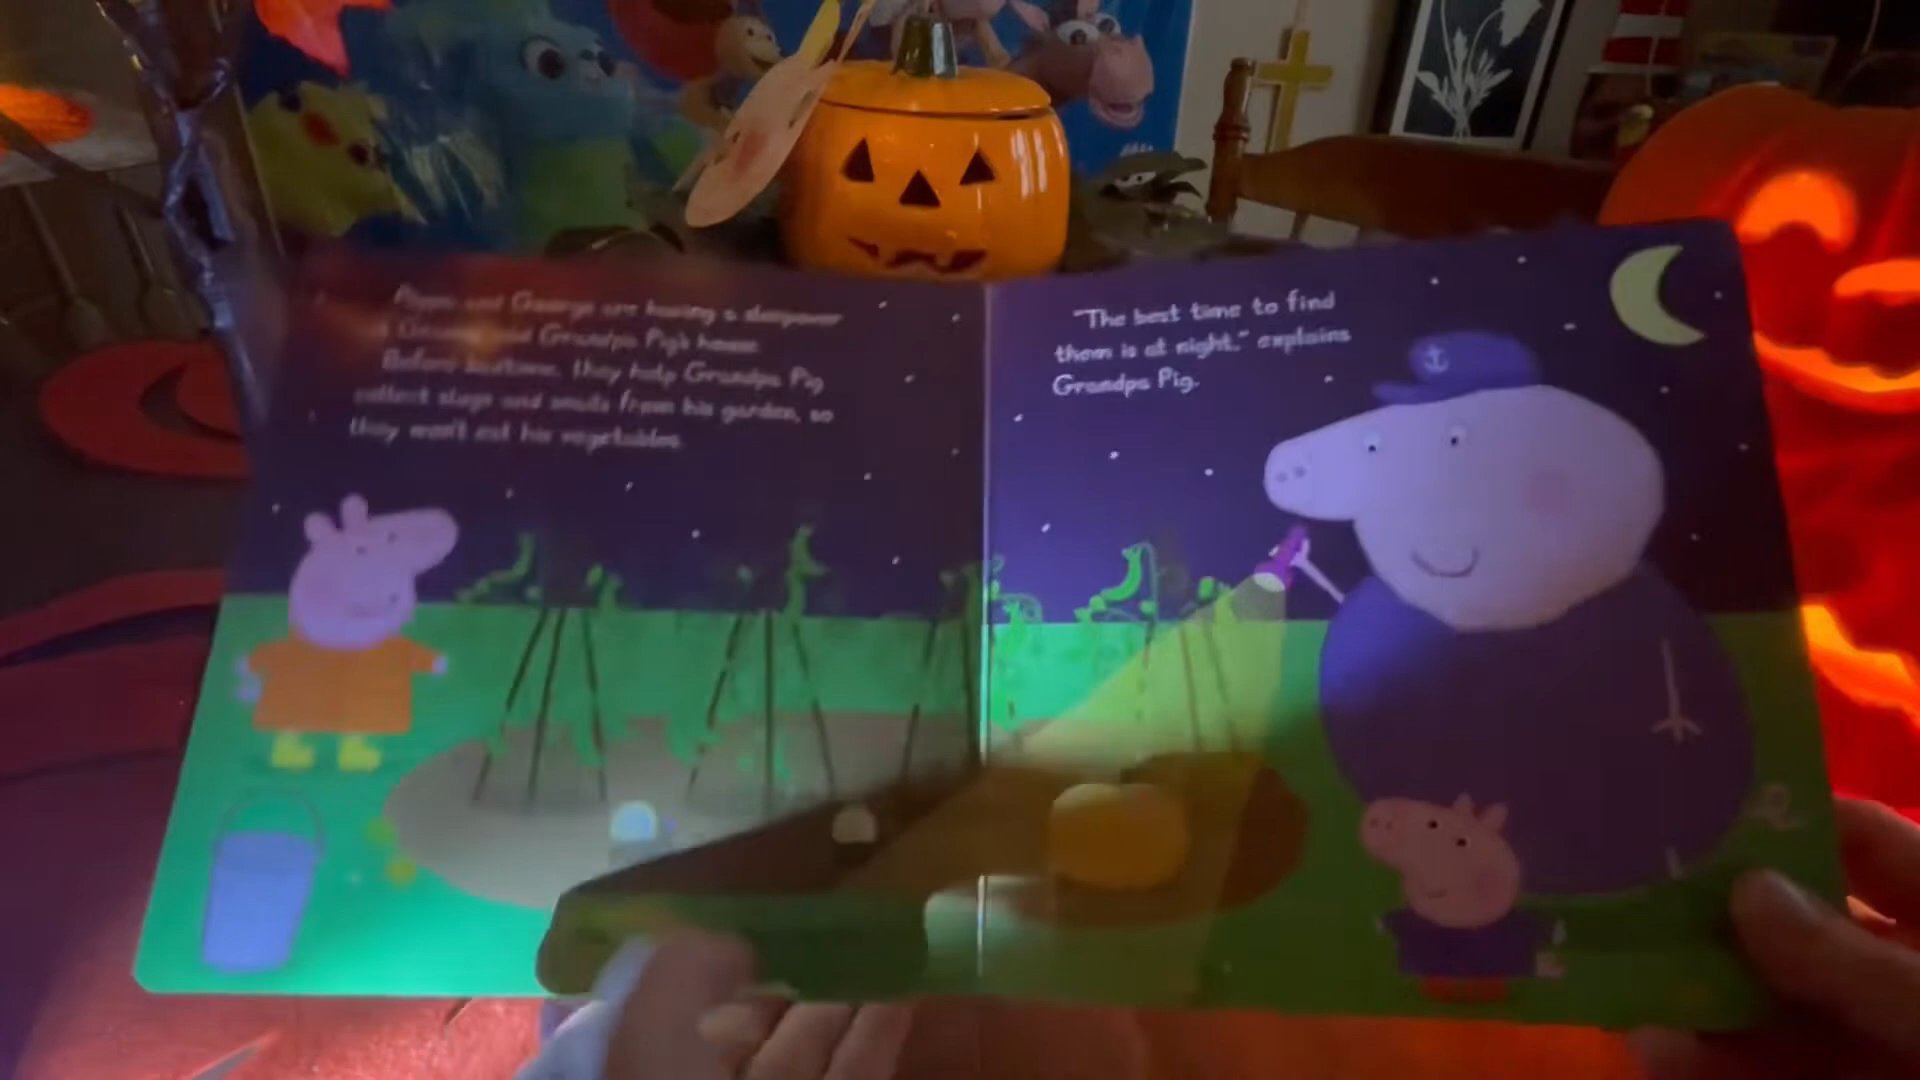 Peppa and George are having a sleepover
and Grandpa Pig's house.
Before bedtime, they help Grandpa Pig
collect slugs and snails from his garden, so
they won't eat his vegetables.
"The best time to find
them is at night," explains
Grandpa Pig.